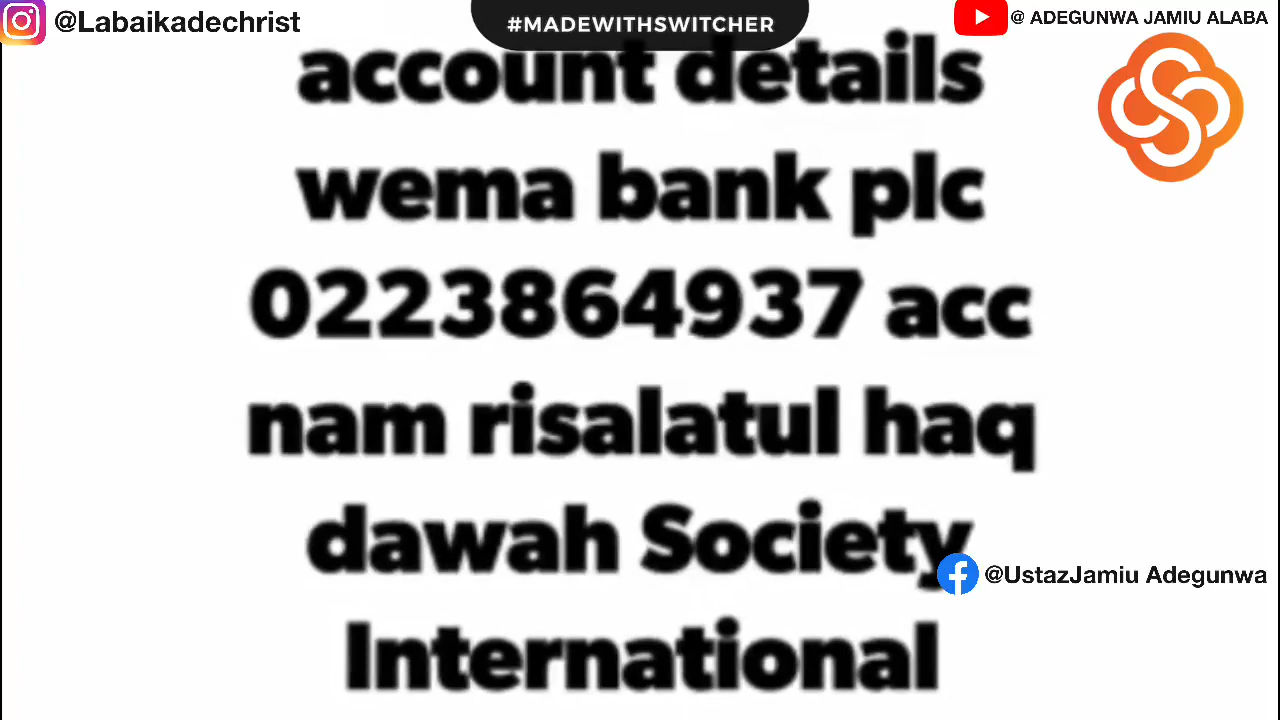 @Labaikadechrist
#MADEWITHSWITCHER
@ ADEGUNWA JAMIU ALABA
account details
wema bank plc
0223864937 acc
nam risalatul haq
dawah Society
@UstazJamiu Adegunwa
International